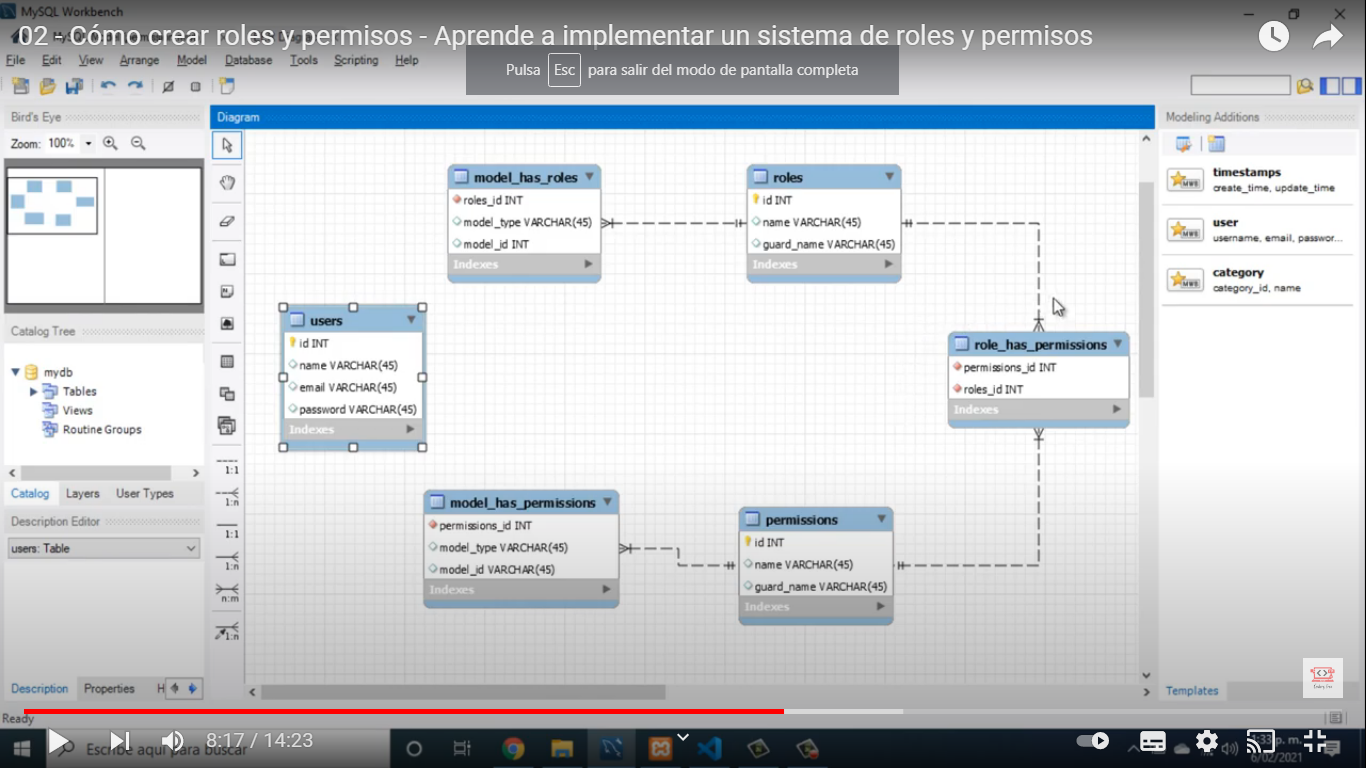 MySQL Workbench
02 - Cómo crear roles y permisos - Aprende a implementar un sistema de roles y permisos
File Edit View Arrange Model Database Tools Scripting Help
Pulsa Esc para salir del modo de pantalla completa
Bird's Eye
Zoom: 100%
Diagram
Modeling Additions
timestamps
create_time, update_time
user
username, email, passwor...
category
category_id, name
model_has_roles
roles_id INT
model_type VARCHAR(45)
model_id INT
Indexes
roles
id INT
name VARCHAR(45)
guard_name VARCHAR(45)
Indexes
users
id INT
name VARCHAR(45)
email VARCHAR(45)
password VARCHAR(45)
Indexes
role_has_permissions
permissions_id INT
roles_id INT
Indexes
model_has_permissions
permissions_id INT
model_type VARCHAR(45)
model_id VARCHAR(45)
Indexes
permissions
id INT
name VARCHAR(45)
guard_name VARCHAR(45)
Indexes
Catalog Tree
mydb
Tables
Views
Routine Groups
Catalog Layers User Types
Description Editor
users: Table
1:1
1:n
1:1
1:n
n:m
1:n
Description Properties H
Templates
Ready
8:17 / 14:23
Escribe aquí para buscar
:33 p. m.
6/02/2021